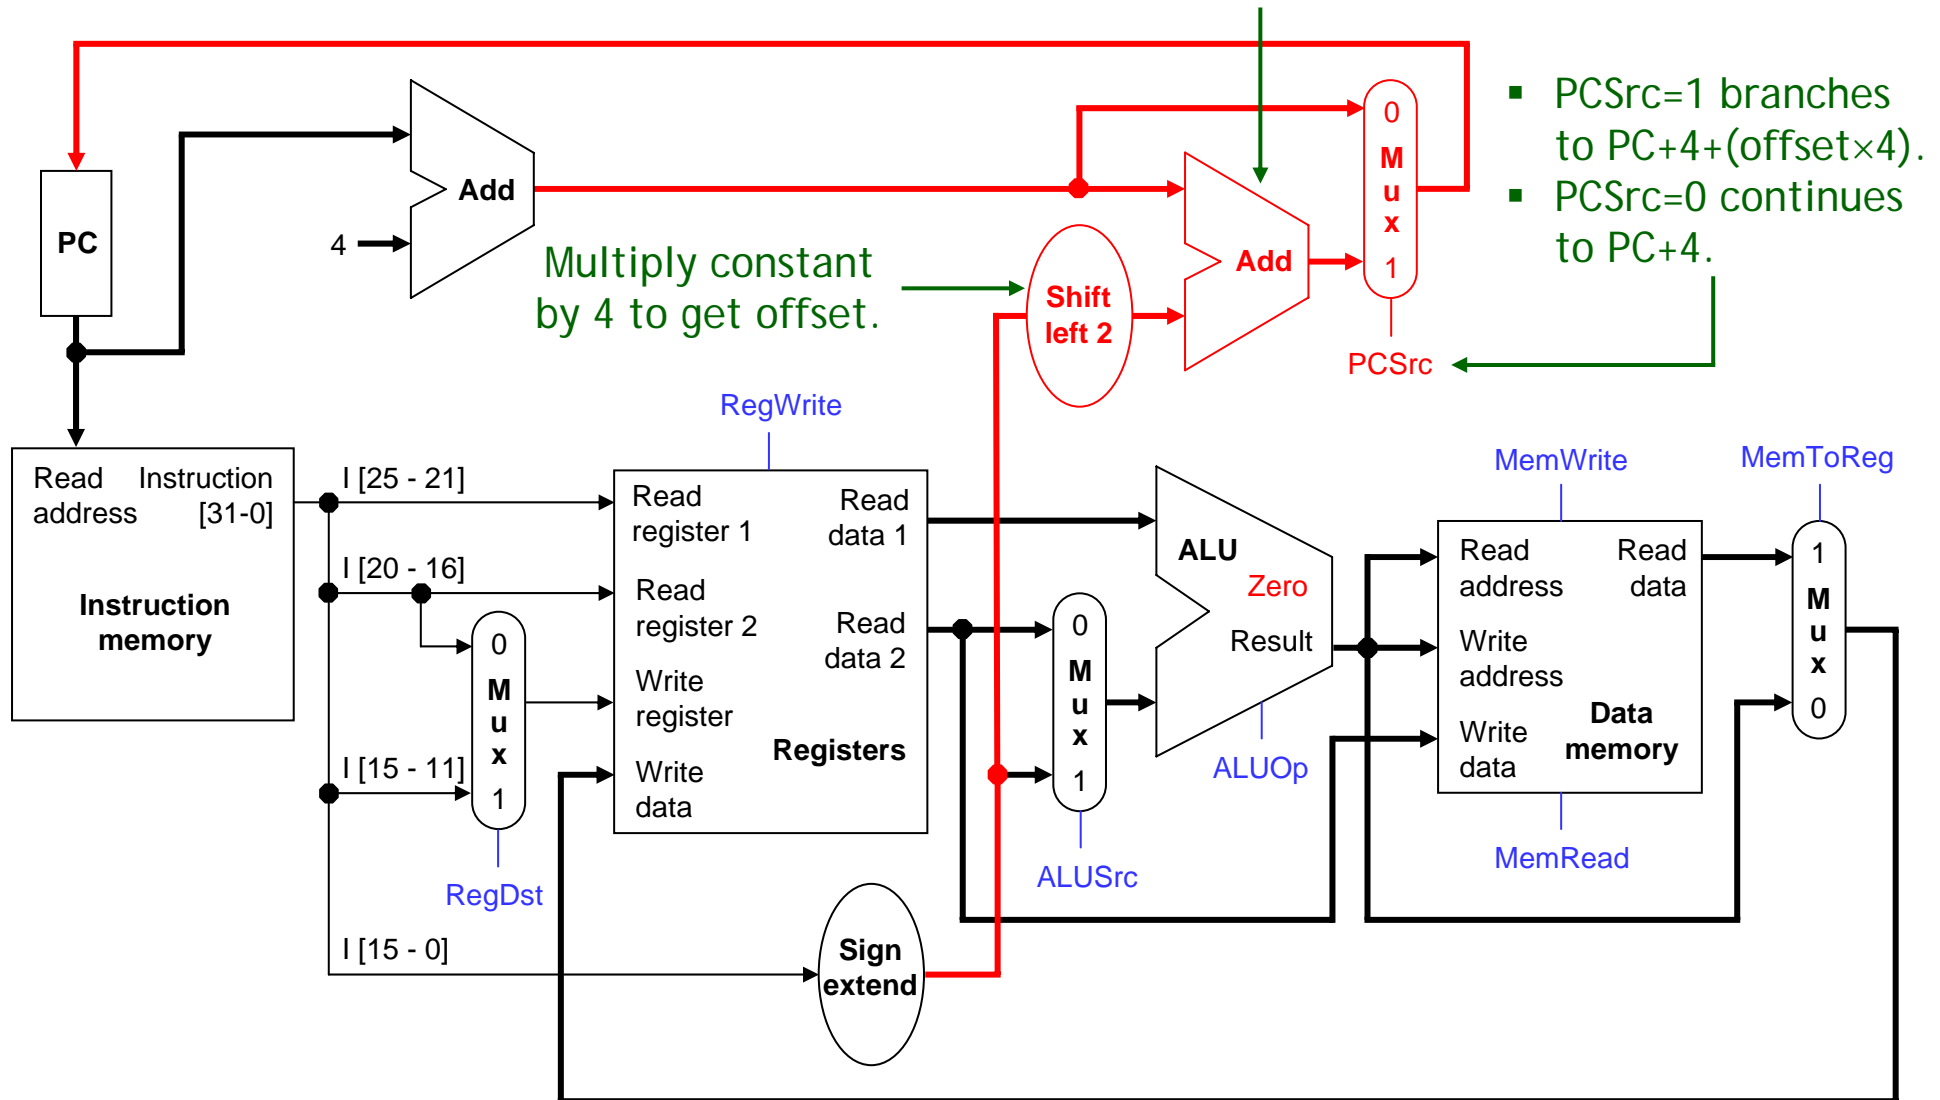 PCSrc=1 branches
to PC+4+(offset×4).
PCSrc=0 continues
to PC+4.
PC
Add
4
Multiply constant
by 4 to get offset.
Shift
left 2
Add
0
M
u
x
1
PCSrc
RegWrite
Read
address
Instruction
[31-0]
Instruction
memory
I [25 - 21]
I [20 - 16]
I [15 - 11]
I [15 - 0]
0
M
u
x
1
RegDst
Read
register 1
Read
register 2
Write
register
Write
data
Read
data 1
Read
data 2
Registers
Sign
extend
0
M
u
x
1
ALUSrc
ALU
Zero
Result
ALUOp
MemWrite
Read
address
Write
address
Write
data
Read
data
Data
memory
MemRead
MemToReg
1
M
u
x
0